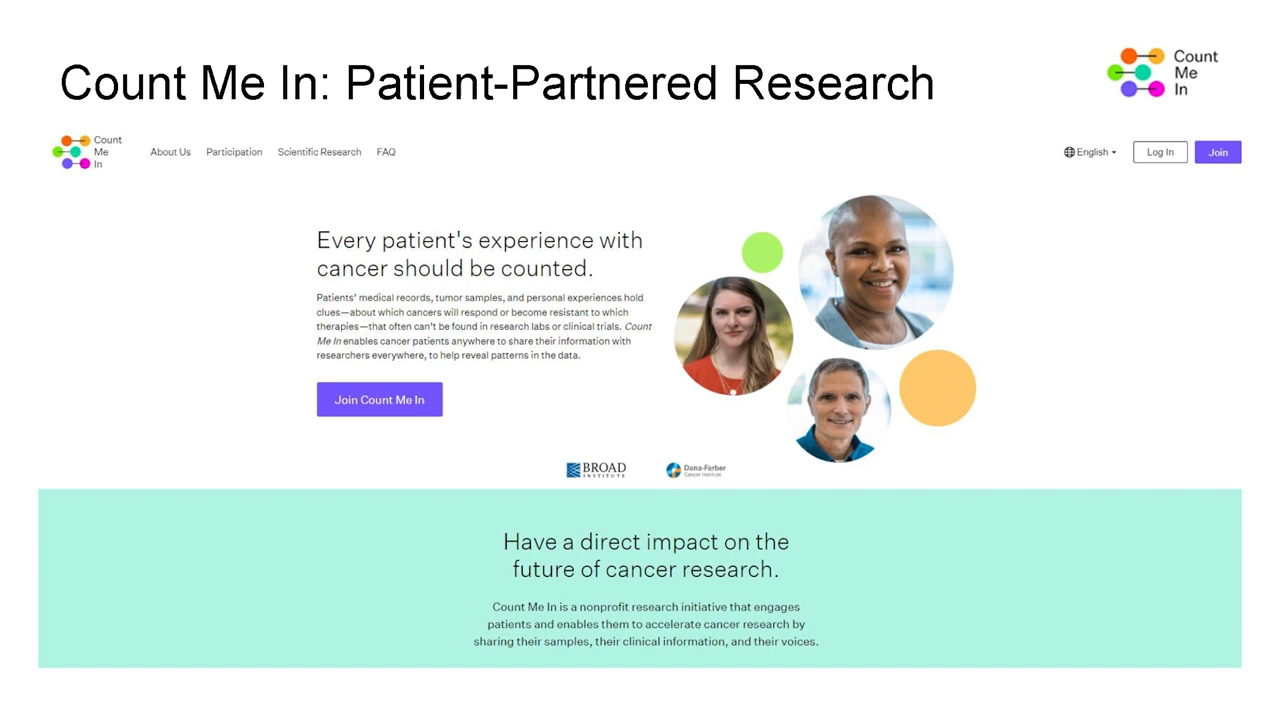 Count Me In: Patient-Partnered Research
Count
Me
In
Count
Me
In
About Us
Participation
Scientific Research
FAQ
English
Log In
Join
Every patient's experience with
cancer should be counted.
Patients' medical records, tumor samples, and personal experiences hold
clues—about which cancers will respond or become resistant to which
therapies—that often can't be found in research labs or clinical trials. Count
Me In enables cancer patients anywhere to share their information with
researchers everywhere, to help reveal patterns in the data.
Join Count Me In
BROAD
INSTITUTE
Dana-Farber
Cancer Institute
Have a direct impact on the
future of cancer research.
Count Me In is a nonprofit research initiative that engages
patients and enables them to accelerate cancer research by
sharing their samples, their clinical information, and their voices.